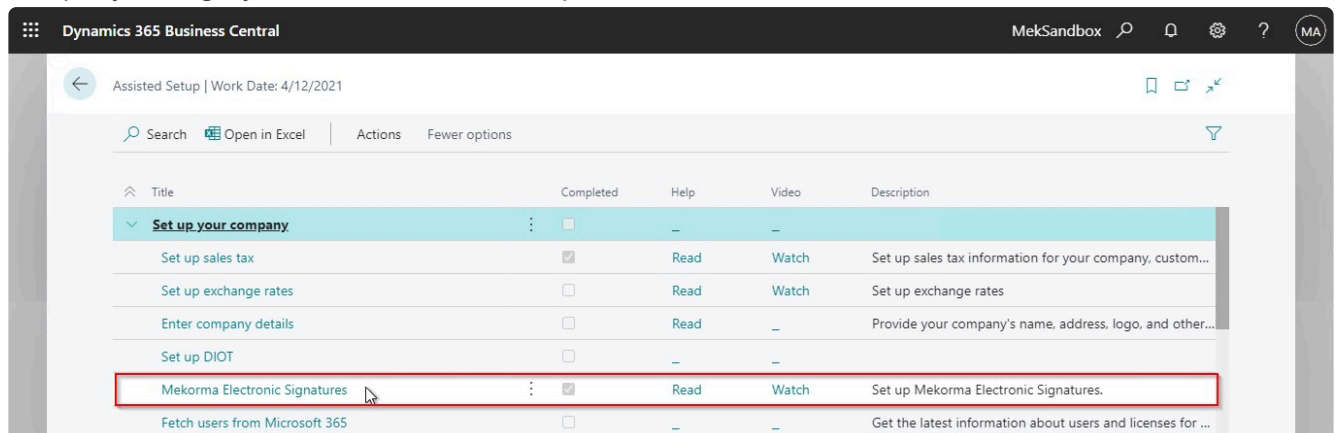 Dynamics 365 Business Central MekSandbox ? MA
Assisted Setup | Work Date: 4/12/2021
Search Open in Excel Actions Fewer options
Title Completed Help Video Description
Set up your company _ _
Set up sales tax Read Watch Set up sales tax information for your company, custom...
Set up exchange rates Read Watch Set up exchange rates
Enter company details Read _ Provide your company's name, address, logo, and other...
Set up DIOT _ _
Mekorma Electronic Signatures Read Watch Set up Mekorma Electronic Signatures.
Fetch users from Microsoft 365 _ _ Get the latest information about users and licenses for ...